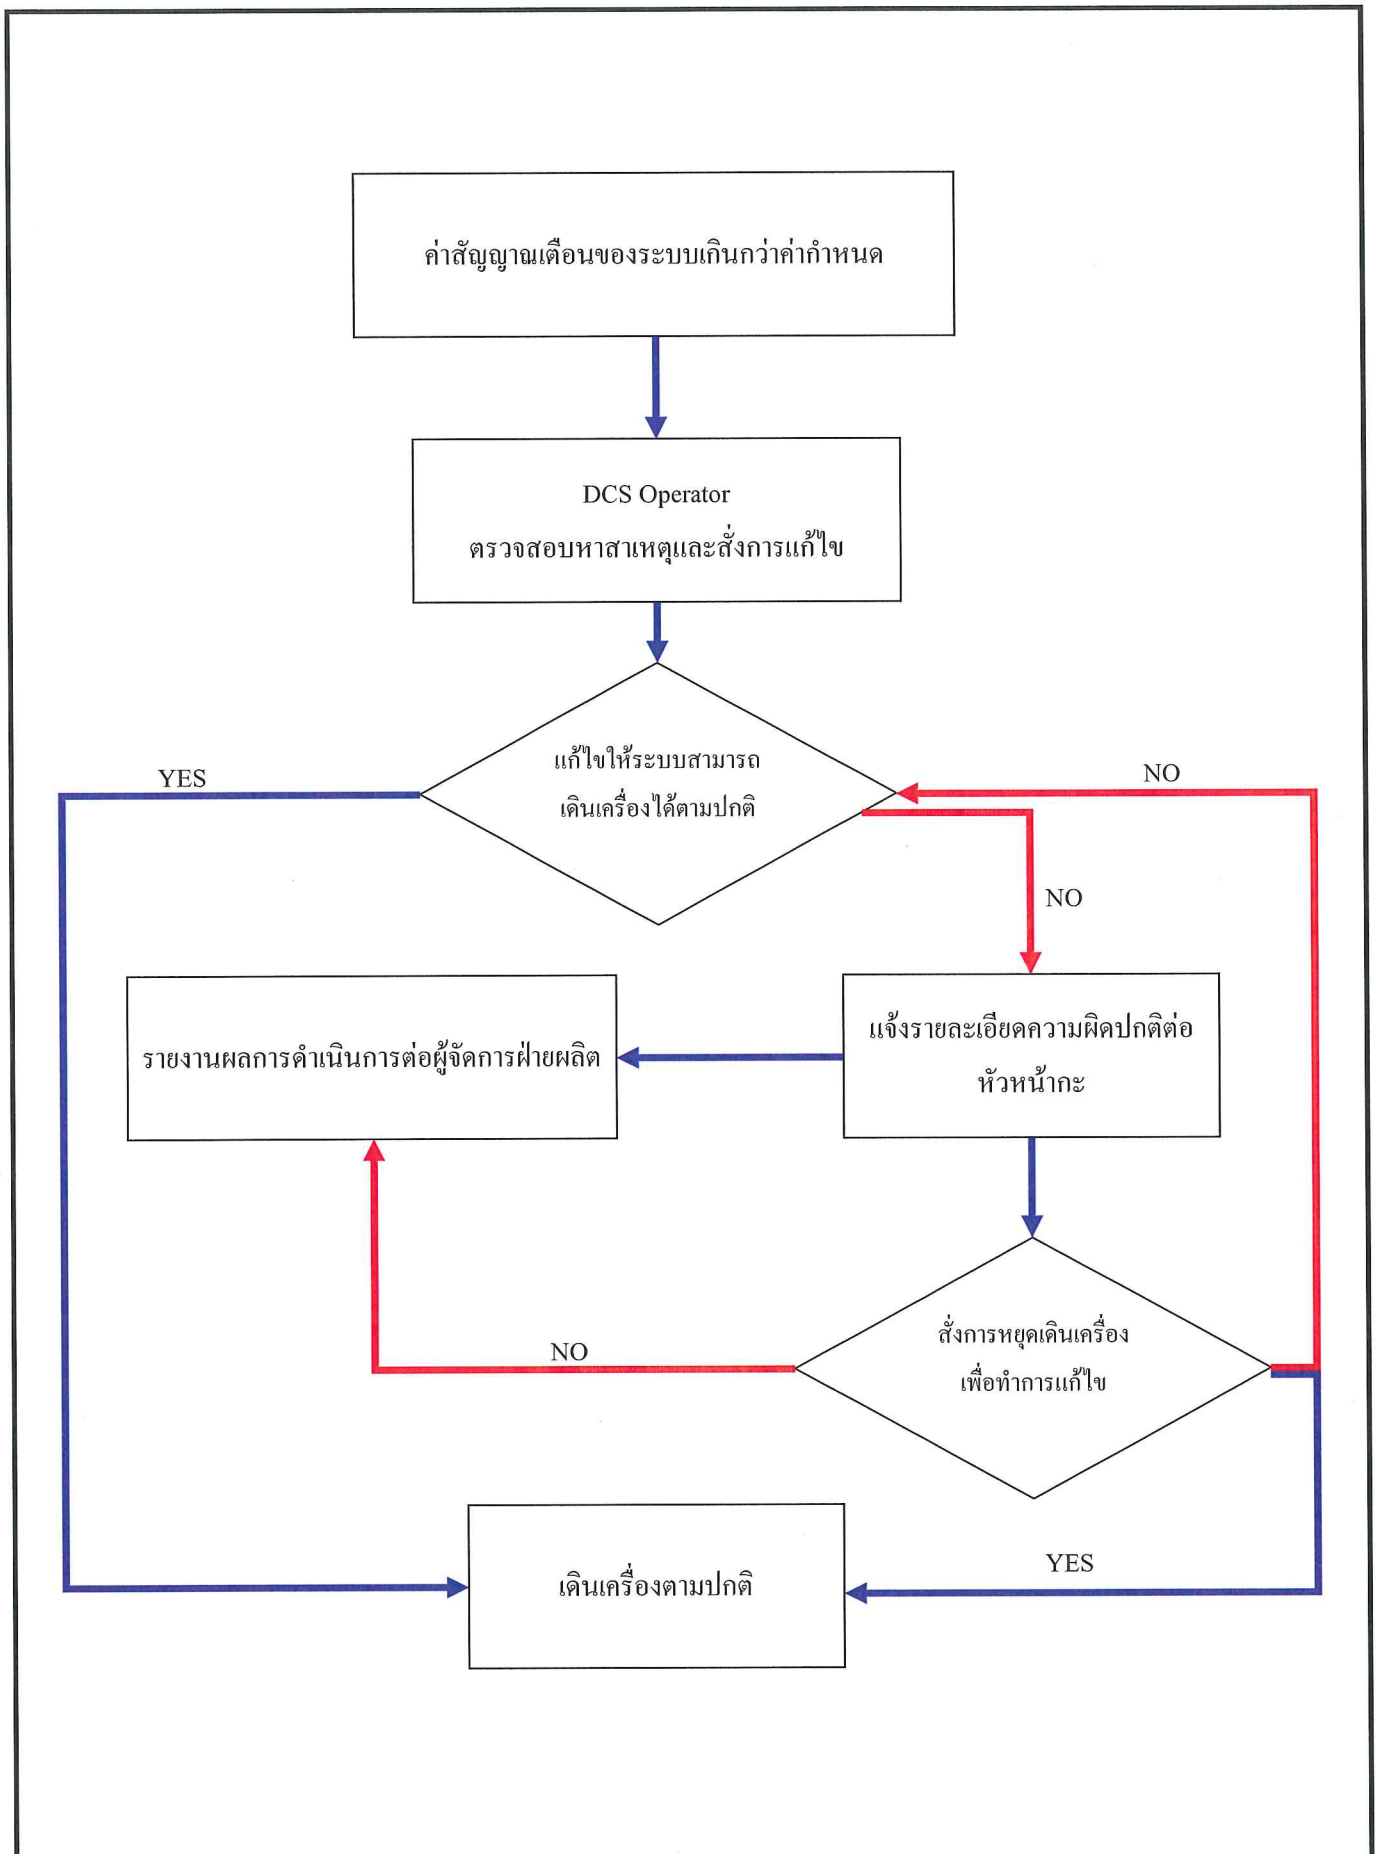 ค่าสัญญาณเตือนของระบบเกินกว่าค่ากำหนด
DCS Operator
ตรวจสอบหาสาเหตุและสั่งการแก้ไข
แก้ไขให้ระบบสามารถ
เดินเครื่องได้ตามปกติ
YES
NO
NO
แจ้งรายละเอียดความผิดปกติต่อ
หัวหน้ากะ
รายงานผลการดำเนินการต่อผู้จัดการฝ่ายผลิต
สั่งการหยุดเดินเครื่อง
เพื่อทำการแก้ไข
NO
YES
เดินเครื่องตามปกติ